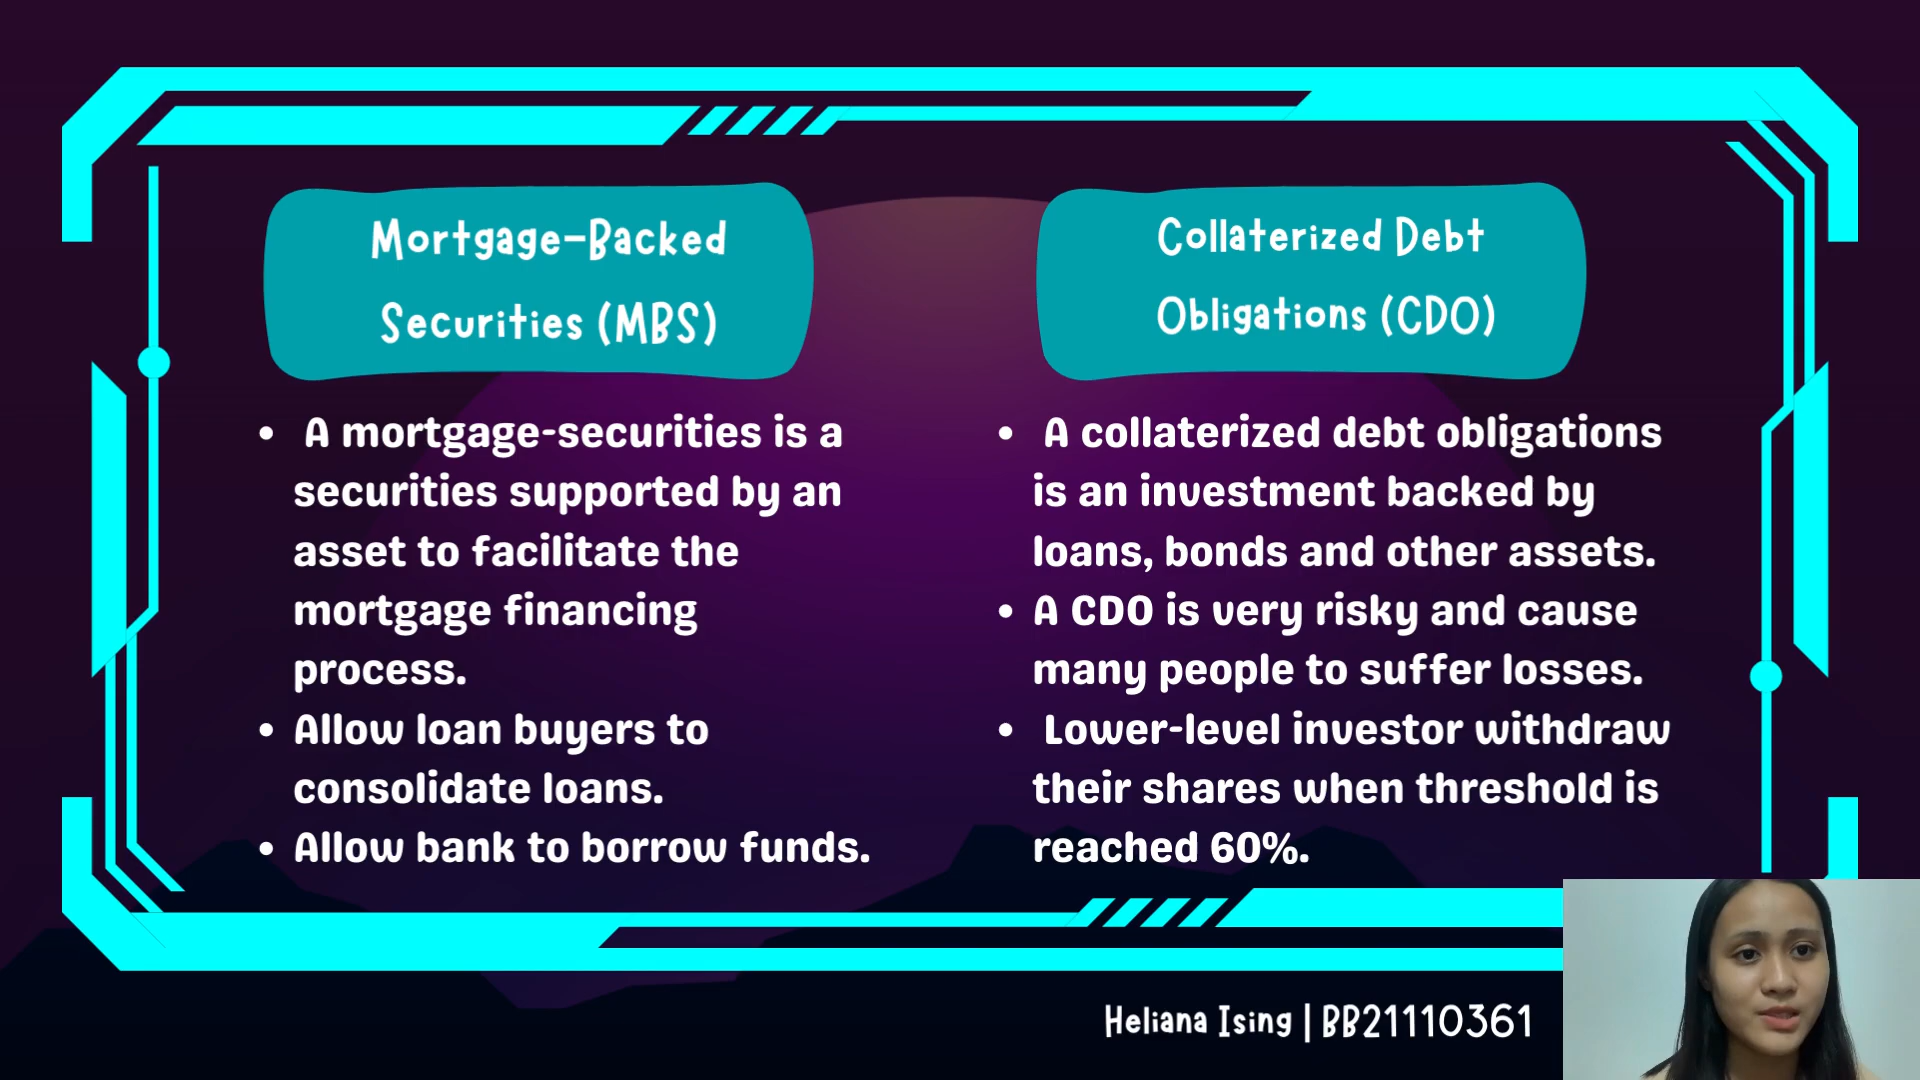 Mortgage-Backed
Securities (MBS)
• A mortgage-securities is a
securities supported by an
asset to facilitate the
mortgage financing
process.
• Allow loan buyers to
consolidate loans.
• Allow bank to borrow funds.
Collaterized Debt
Obligations (CDO)
• A collaterized debt obligations
is an investment backed by
loans, bonds and other assets.
• A CDO is very risky and cause
many people to suffer losses.
• Lower-level investor withdraw
their shares when threshold is
reached 60%.
Heliana Ising | BB21110361